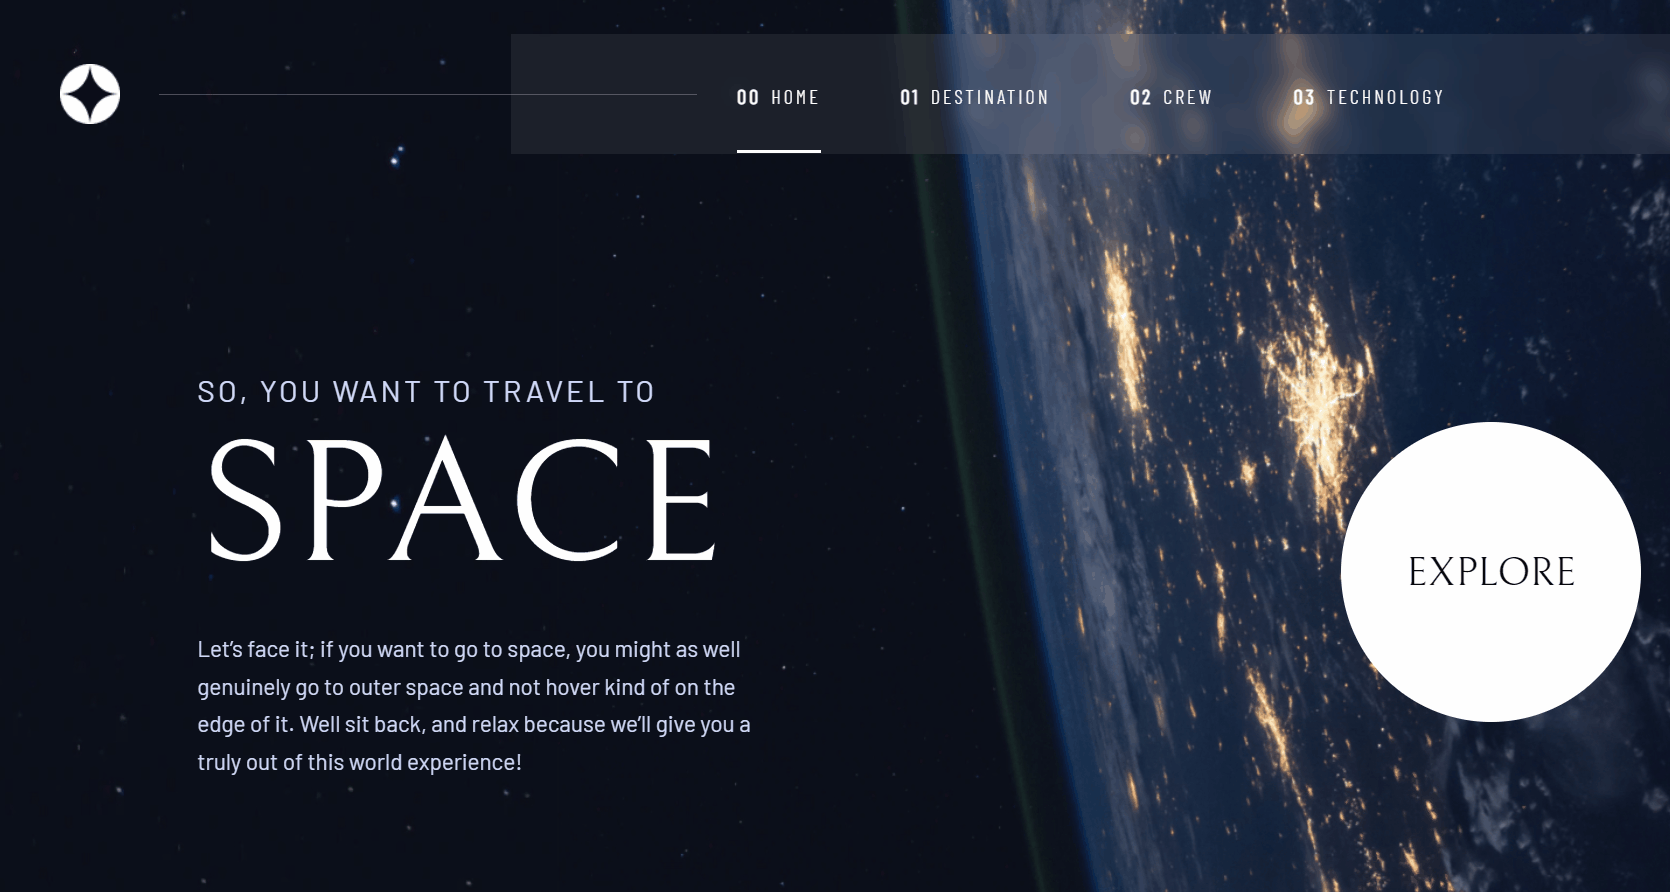 00 HOME 01 DESTINATION 02 CREW 03 TECHNOLOGY
SO, YOU WANT TO TRAVEL TO
SPACE
EXPLORE
Let’s face it; if you want to go to space, you might as well
genuinely go to outer space and not hover kind of on the
edge of it. Well sit back, and relax because we’ll give you a
truly out of this world experience!